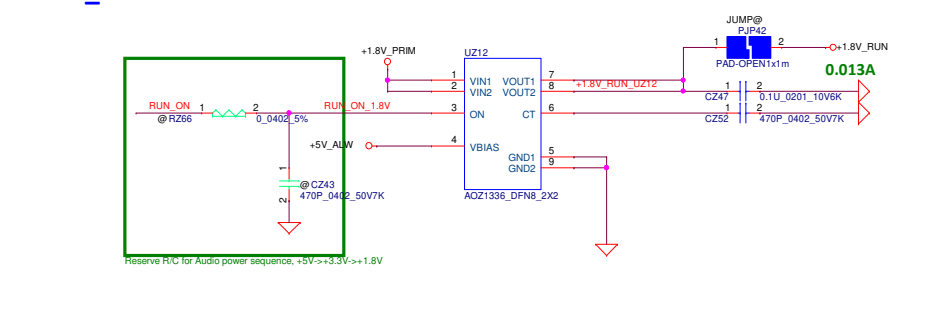 JUMP@
PJP42
1 2
+1.8V_RUN
PAD-OPEN1x1m
0.013A
+1.8V_PRIM
UZ12
1 VIN1 VOUT1 7
2 VIN2 VOUT2 8
+1.8V_RUN_UZ12
CZ47 1 2 0.1U_0201_10V6K
RUN_ON 1 2 RUN_ON_1.8V
3 ON CT 6
CZ52 1 2 470P_0402_50V7K
@ RZ66 0_0402_5%
+5V_ALW 4 VBIAS
GND1 5
GND2 9
1
@ CZ43
2 470P_0402_50V7K
AOZ1336_DFN8_2X2
Reserve R/C for Audio power sequence, +5V->+3.3V->+1.8V